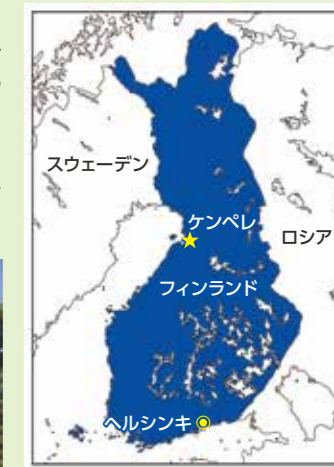 スウェーデン
ケンペレ
ロシア
フィンランド
ヘルシンキ